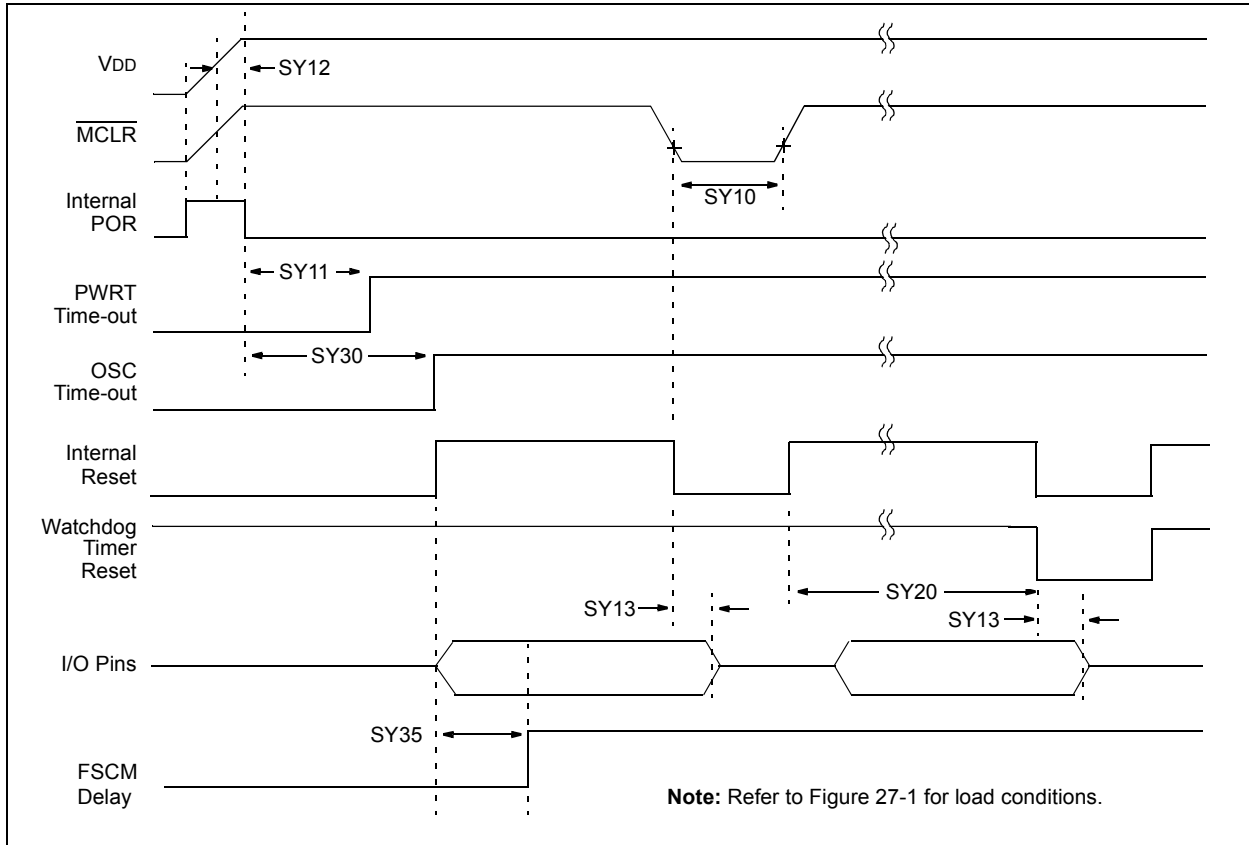 VDD
SY12
MCLR
SY10
Internal
POR
SY11
PWRT
Time-out
SY30
OSC
Time-out
Internal
Reset
Watchdog
Timer
Reset
SY20
SY13
SY13
I/O Pins
SY35
FSCM
Delay
Note: Refer to Figure 27-1 for load conditions.